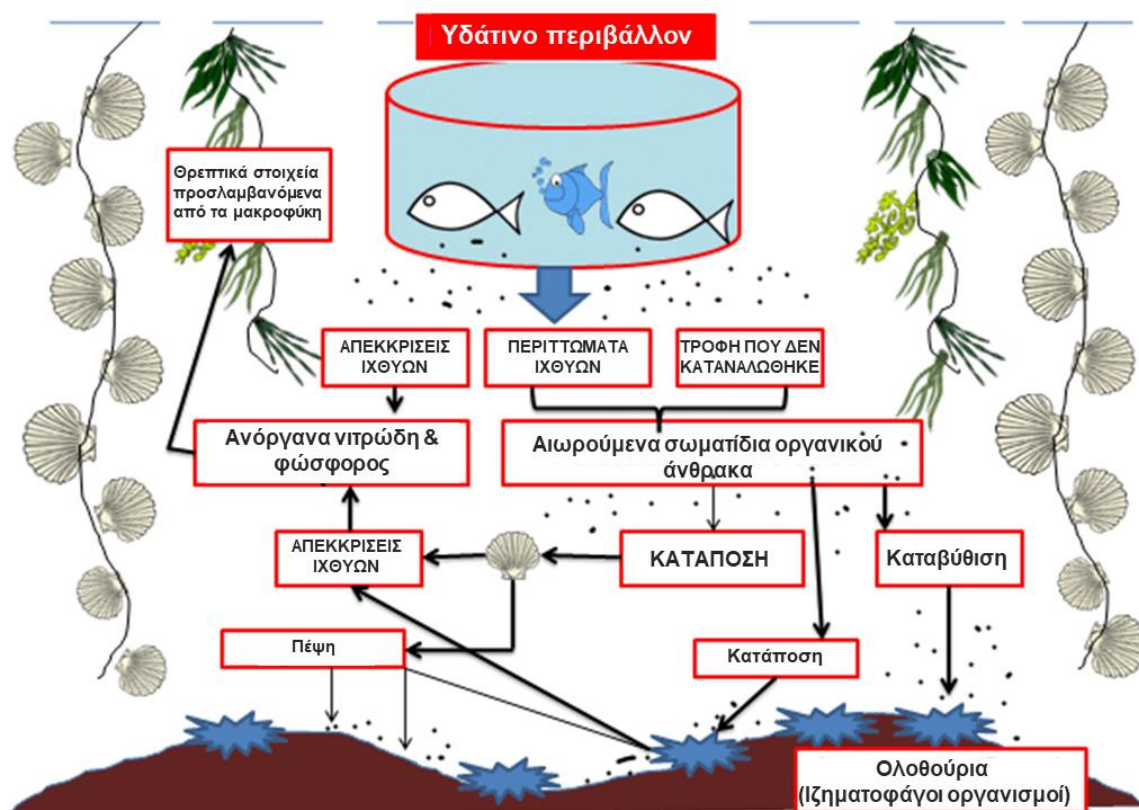 Υδάτινο περιβάλλον
Θρεπτικά στοιχεία
προσλαμβανόμενα
από τα μακροφύκη
ΑΠΕΚΚΡΙΣΕΙΣ
ΙΧΘΥΩΝ
ΠΕΡΙΤΤΩΜΑΤΑ
ΙΧΘΥΩΝ
ΤΡΟΦΗ ΠΟΥ ΔΕΝ
ΚΑΤΑΝΑΛΩΘΗΚΕ
Ανόργανα νιτρώδη &
φώσφορος
Αιωρούμενα σωματίδια οργανικού
άνθρακα
ΑΠΕΚΚΡΙΣΕΙΣ
ΙΧΘΥΩΝ
ΚΑΤΑΠΟΣΗ
Καταβύθιση
Πέψη
Κατάποση
Ολοθούρια
(Ιζηματοφάγοι οργανισμοί)